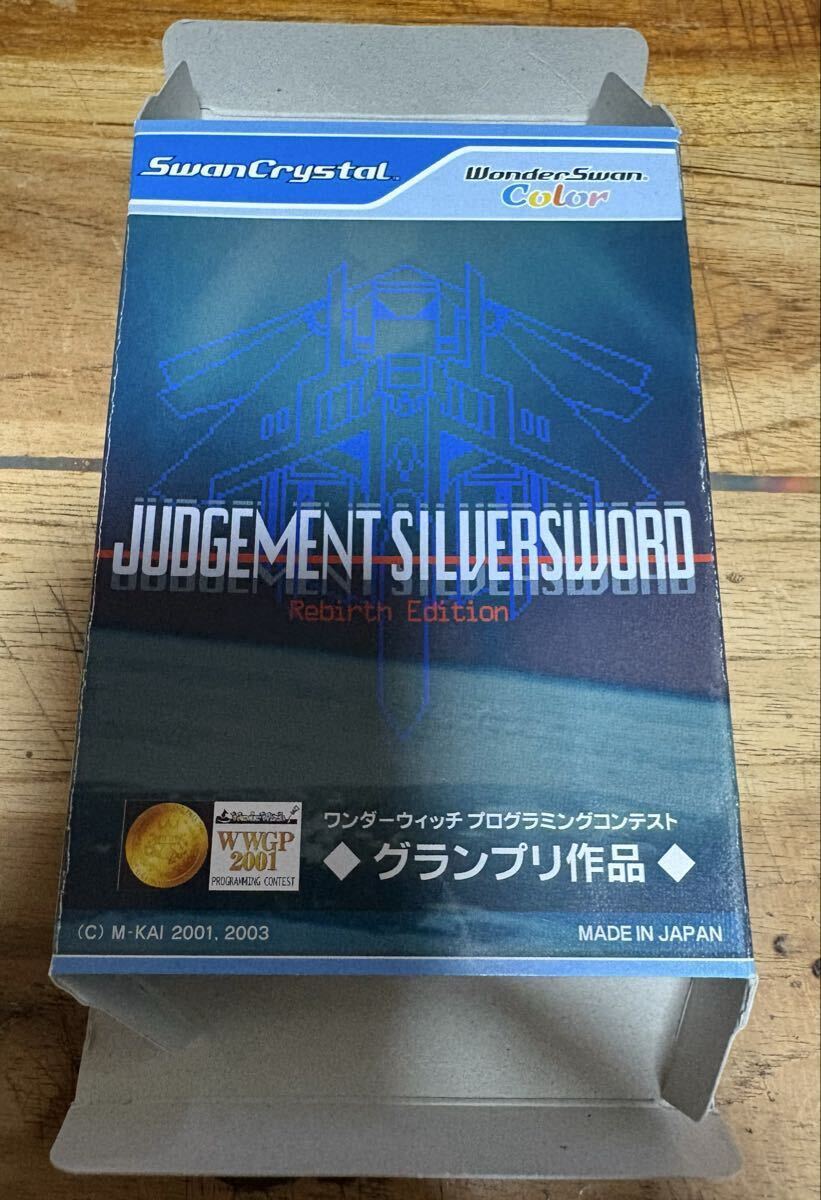 SwanCrystal™
WonderSwan®
Color
JUDGEMENT SILVERSWORD
Rebirth Edition
WWGP
2001
PROGRAMMING CONTEST
ワンダーウィッチ プログラミングコンテスト
◆ グランプリ作品 ◆
(C) M-KAI 2001, 2003
MADE IN JAPAN